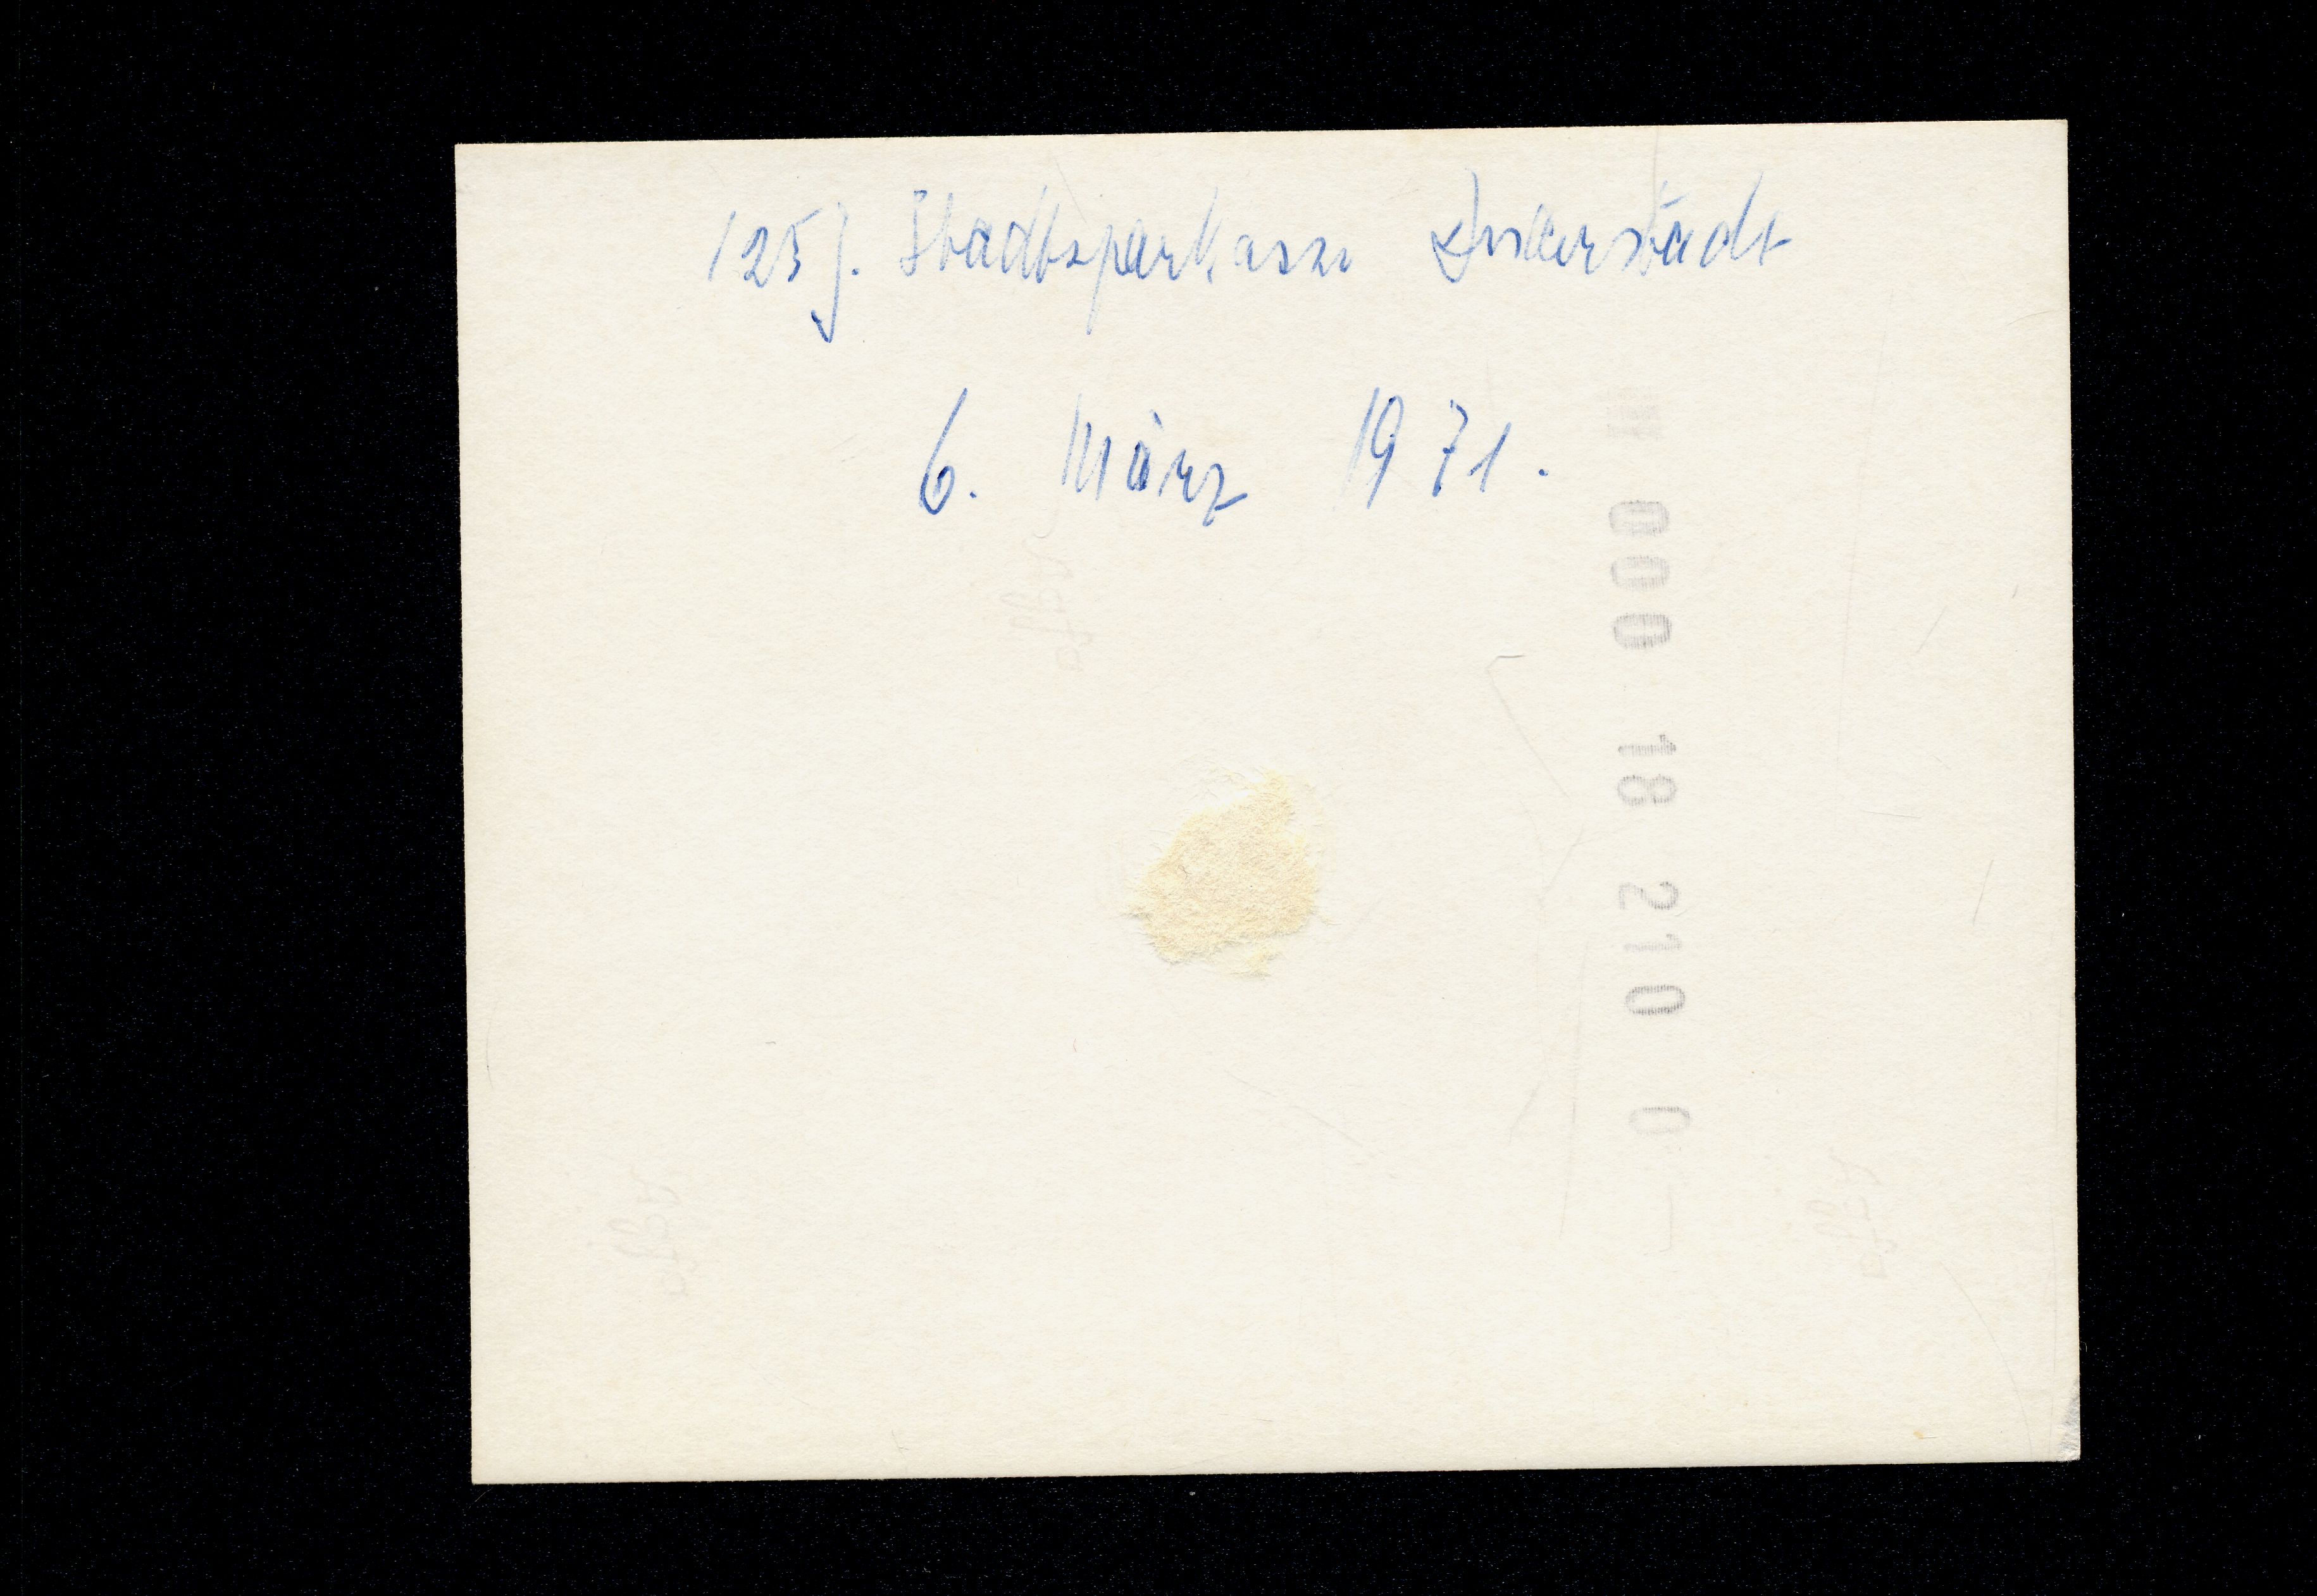 125 J. Stadtsparkasse Duderstadt
6. März 1971.
000 18 210 0